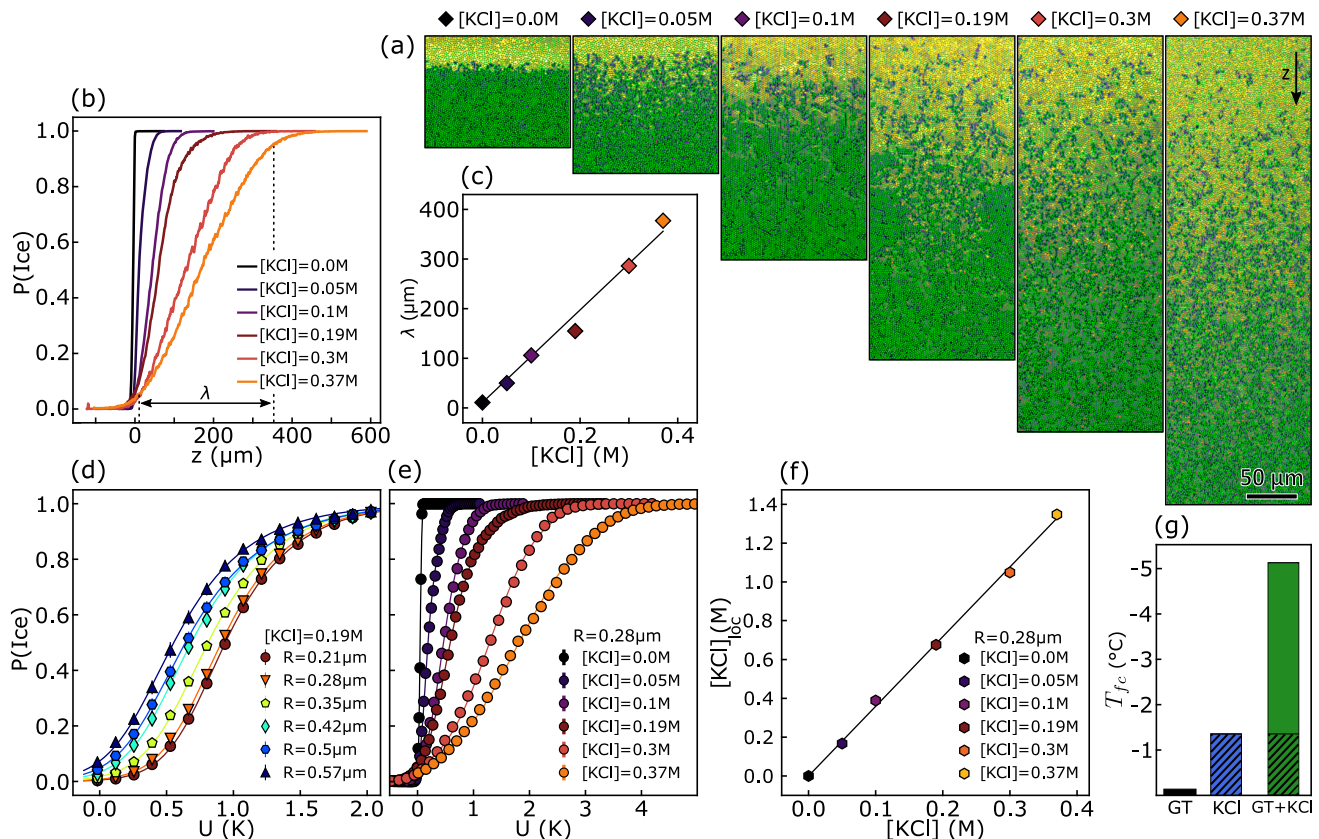 [KCl]=0.0M [KCl]=0.05M [KCl]=0.1M [KCl]=0.19M [KCl]=0.3M [KCl]=0.37M
(a)
z
50 µm
(b)
1.0
0.8
0.6
0.4
0.2
0.0
P(Ice)
[KCl]=0.0M
[KCl]=0.05M
[KCl]=0.1M
[KCl]=0.19M
[KCl]=0.3M
[KCl]=0.37M
λ
0 200 400 600
z (µm)
(c)
400
300
200
100
0
λ (µm)
0.0 0.2 0.4
[KCl] (M)
(d)
1.0
0.8
0.6
0.4
0.2
0.0
P(Ice)
[KCl]=0.19M
R=0.21µm
R=0.28µm
R=0.35µm
R=0.42µm
R=0.5µm
R=0.57µm
0.0 0.5 1.0 1.5 2.0
U (K)
(e)
R=0.28µm
[KCl]=0.0M
[KCl]=0.05M
[KCl]=0.1M
[KCl]=0.19M
[KCl]=0.3M
[KCl]=0.37M
0 1 2 3 4
U (K)
(f)
1.4
1.2
1.0
0.8
0.6
0.4
0.2
0.0
[KCl]loc (M)
R=0.28µm
[KCl]=0.0M
[KCl]=0.05M
[KCl]=0.1M
[KCl]=0.19M
[KCl]=0.3M
[KCl]=0.37M
0.0 0.1 0.2 0.3 0.4
[KCl] (M)
(g)
-5
-4
-3
-2
-1
Tfc (°C)
GT KCl GT+KCl